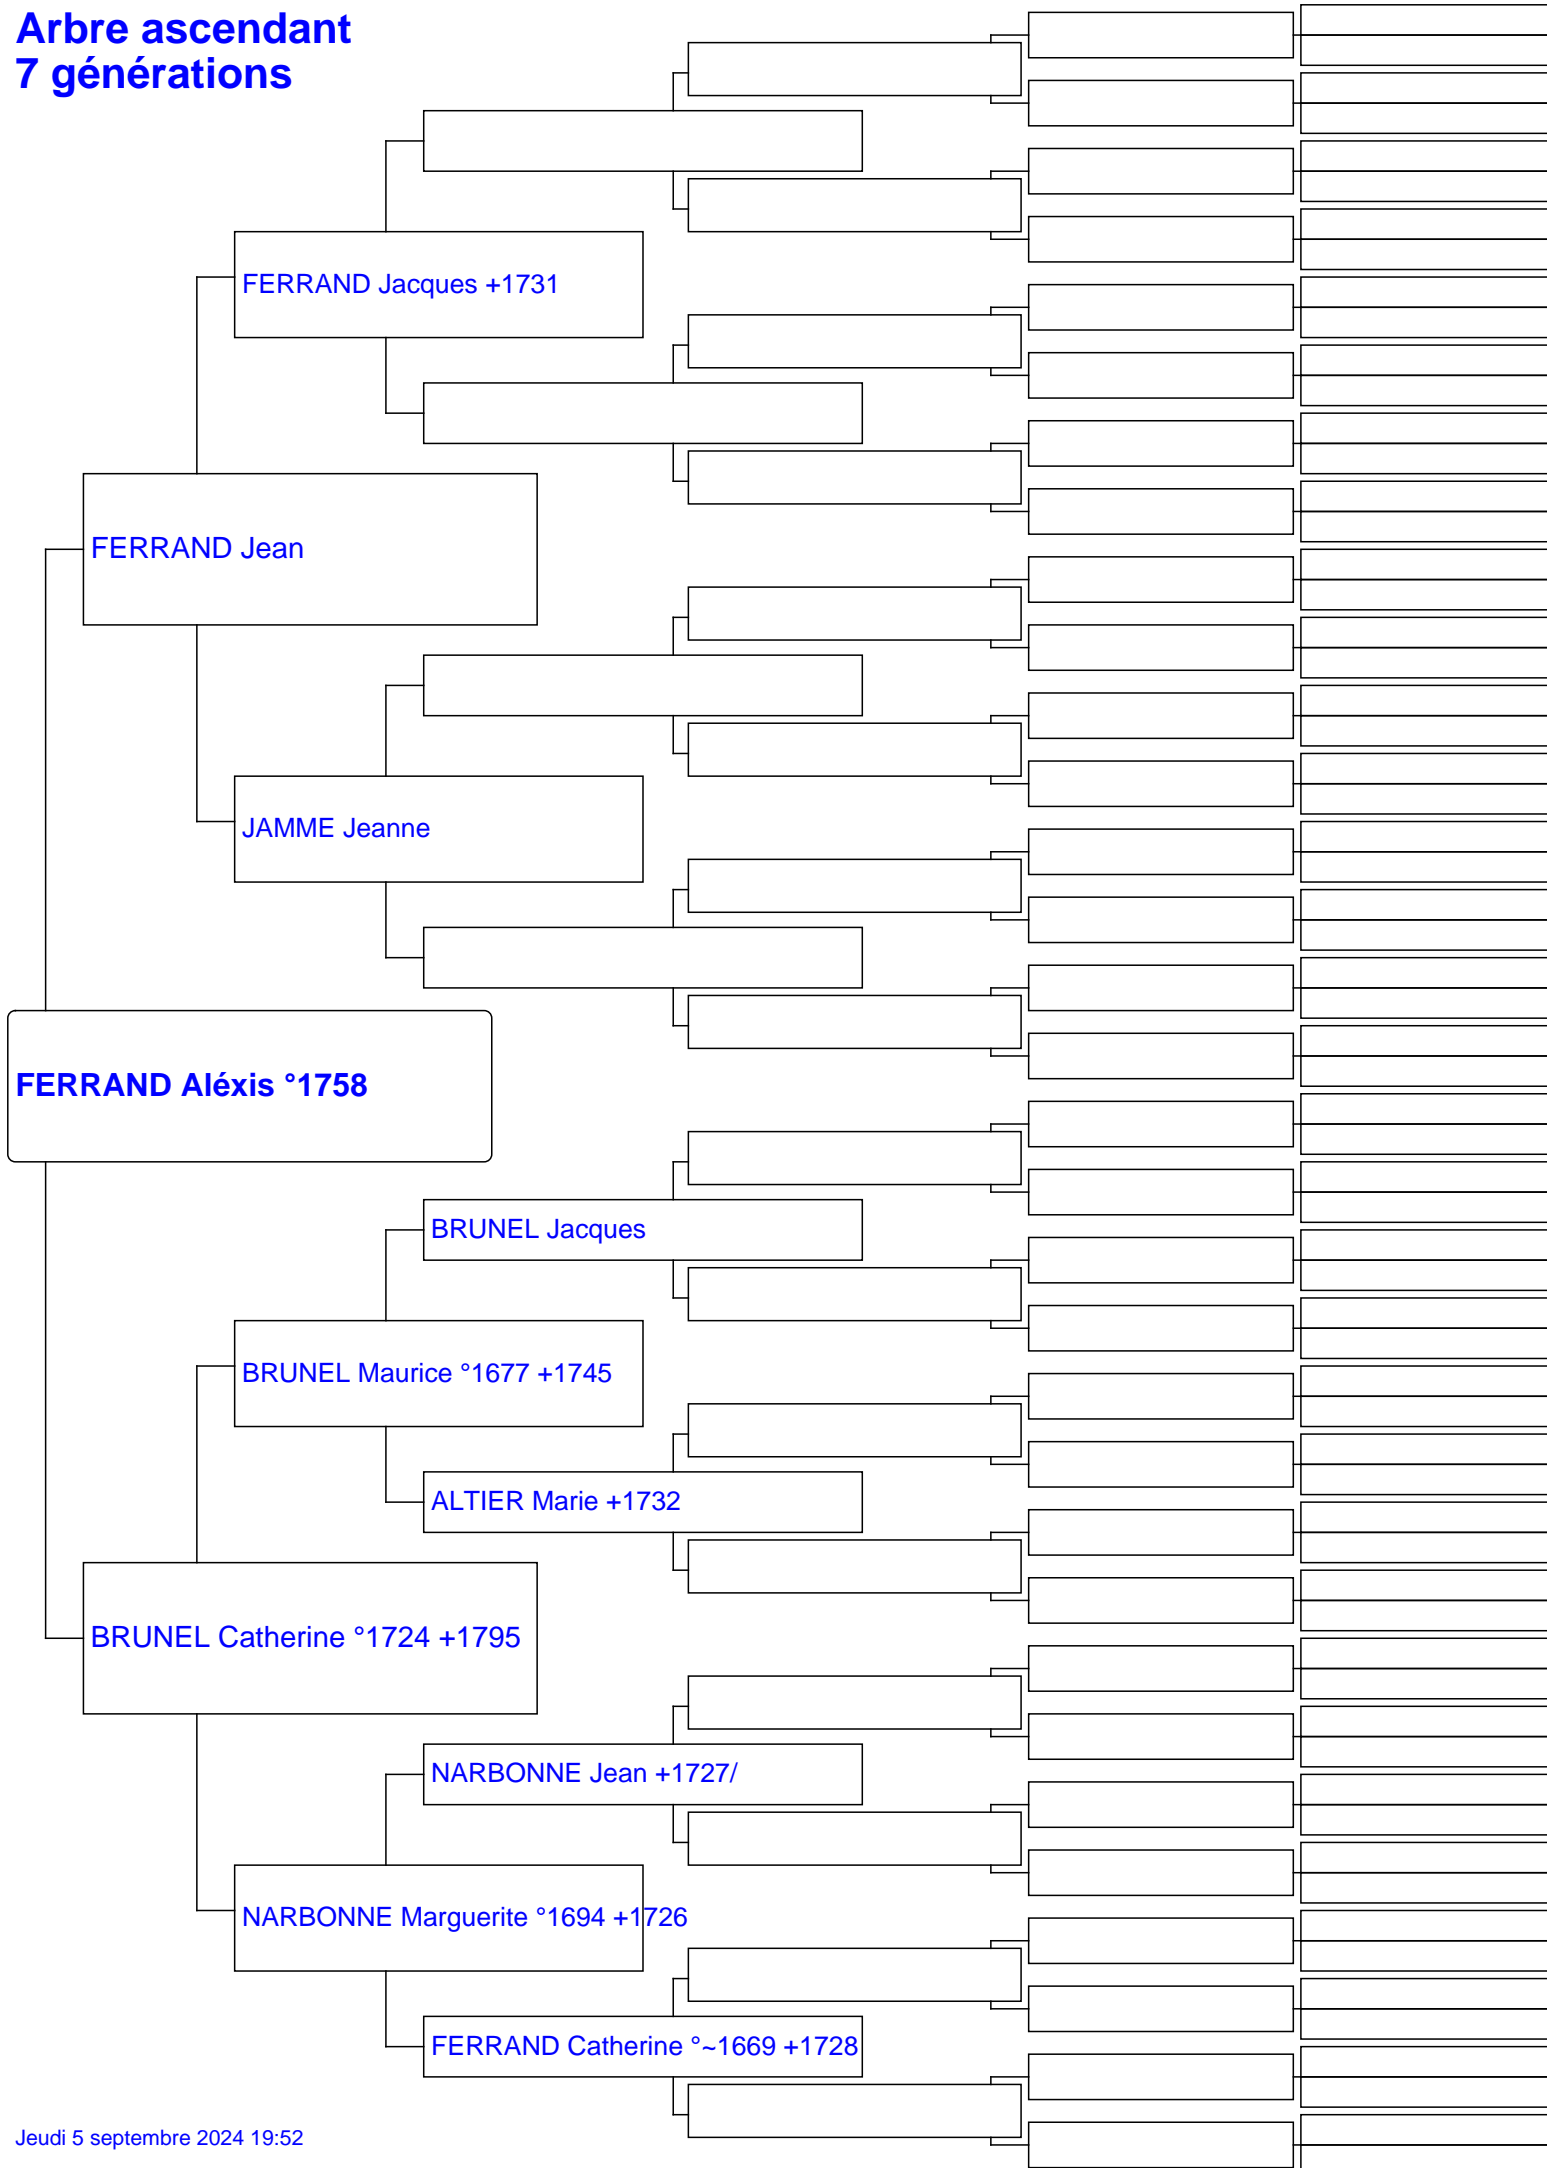 Arbre ascendant
7 générations
FERRAND Jacques +1731
FERRAND Jean
JAMME Jeanne
FERRAND Aléxis °1758
BRUNEL Jacques
BRUNEL Maurice °1677 +1745
ALTIER Marie +1732
BRUNEL Catherine °1724 +1795
NARBONNE Jean +1727/
NARBONNE Marguerite °1694 +1726
FERRAND Catherine °~1669 +1728
Jeudi 5 septembre 2024 19:52